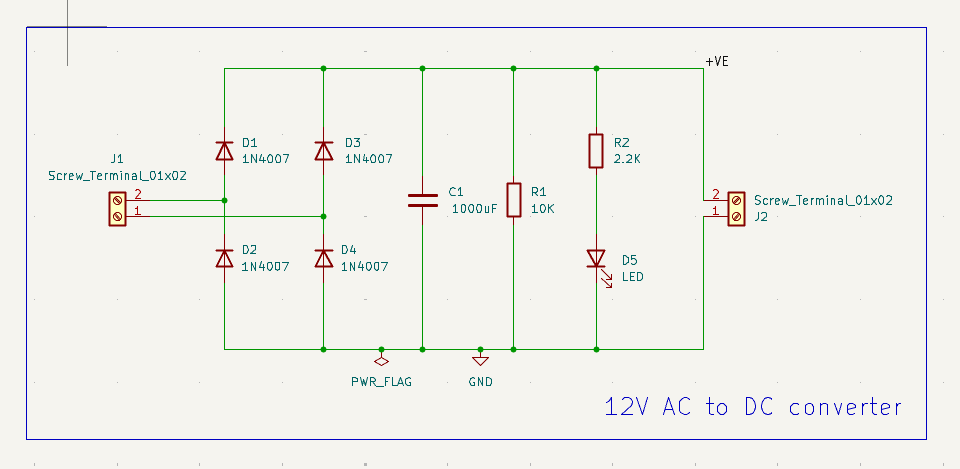 +VE
D1
1N4007
D3
1N4007
R2
2.2K
J1
Screw_Terminal_01x02
2
1
C1
1000uF
R1
10K
2
1
Screw_Terminal_01x02
J2
D2
1N4007
D4
1N4007
D5
LED
PWR_FLAG
GND
12V AC to DC converter